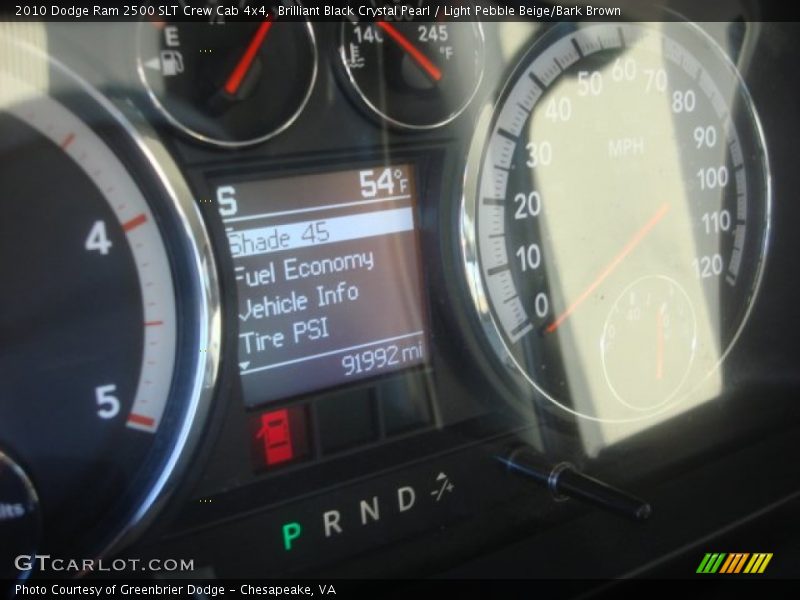 2010 Dodge Ram 2500 SLT Crew Cab 4x4, Brilliant Black Crystal Pearl / Light Pebble Beige/Bark Brown
E
140 245
°F
S 54°F
Shade 45
Fuel Economy
Vehicle Info
Tire PSI
91992 mi
4
5
0
10
20
30
40
50
60
70
80
90
100
110
120
MPH
P R N D -/+
GTCARLOT.COM
Photo Courtesy of Greenbrier Dodge - Chesapeake, VA